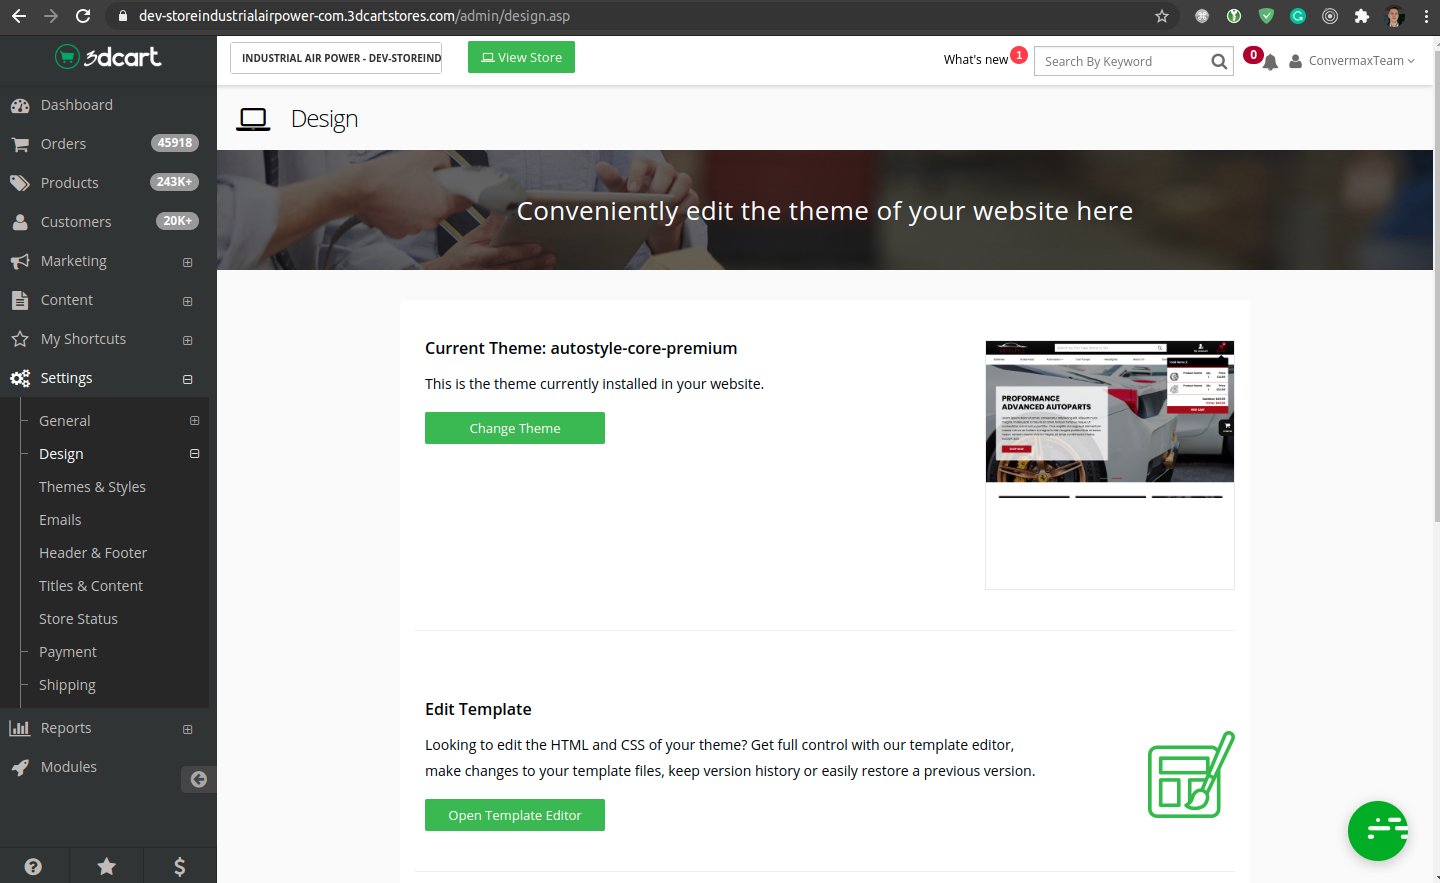 dev-storeindustrialairpower-com.3dcartstores.com/admin/design.asp
3dcart
INDUSTRIAL AIR POWER - DEV-STOREIND
View Store
What's new 1
Search By Keyword
0
ConvermaxTeam
Dashboard
Orders 45918
Products 243K+
Customers 20K+
Marketing
Content
My Shortcuts
Settings
General
Design
Themes & Styles
Emails
Header & Footer
Titles & Content
Store Status
Payment
Shipping
Reports
Modules
Design
Conveniently edit the theme of your website here
Current Theme: autostyle-core-premium
This is the theme currently installed in your website.
Change Theme
PROFORMANCE
ADVANCED AUTOPARTS
Edit Template
Looking to edit the HTML and CSS of your theme? Get full control with our template editor,
make changes to your template files, keep version history or easily restore a previous version.
Open Template Editor